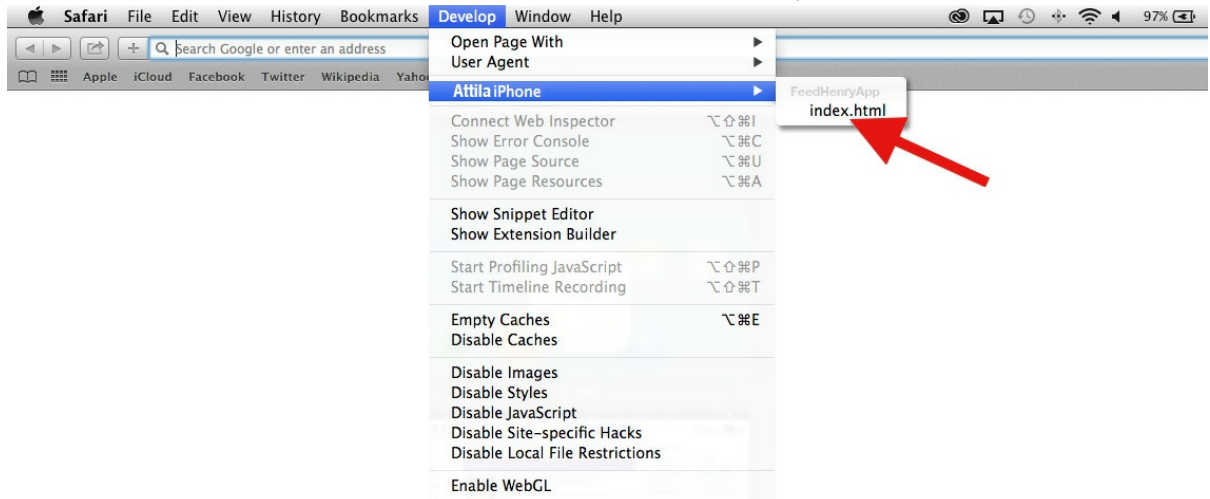 Safari File Edit View History Bookmarks Develop Window Help 97%
Search Google or enter an address
Apple iCloud Facebook Twitter Wikipedia Yaho
Open Page With ▶
User Agent ▶
Attila iPhone ▶
FeedHenryApp
index.html
Connect Web Inspector ⌥⇧⌘I
Show Error Console ⌥⌘C
Show Page Source ⌥⌘U
Show Page Resources ⌥⌘A
Show Snippet Editor
Show Extension Builder
Start Profiling JavaScript ⌥⇧⌘P
Start Timeline Recording ⌥⇧⌘T
Empty Caches ⌥⌘E
Disable Caches
Disable Images
Disable Styles
Disable JavaScript
Disable Site-specific Hacks
Disable Local File Restrictions
Enable WebGL